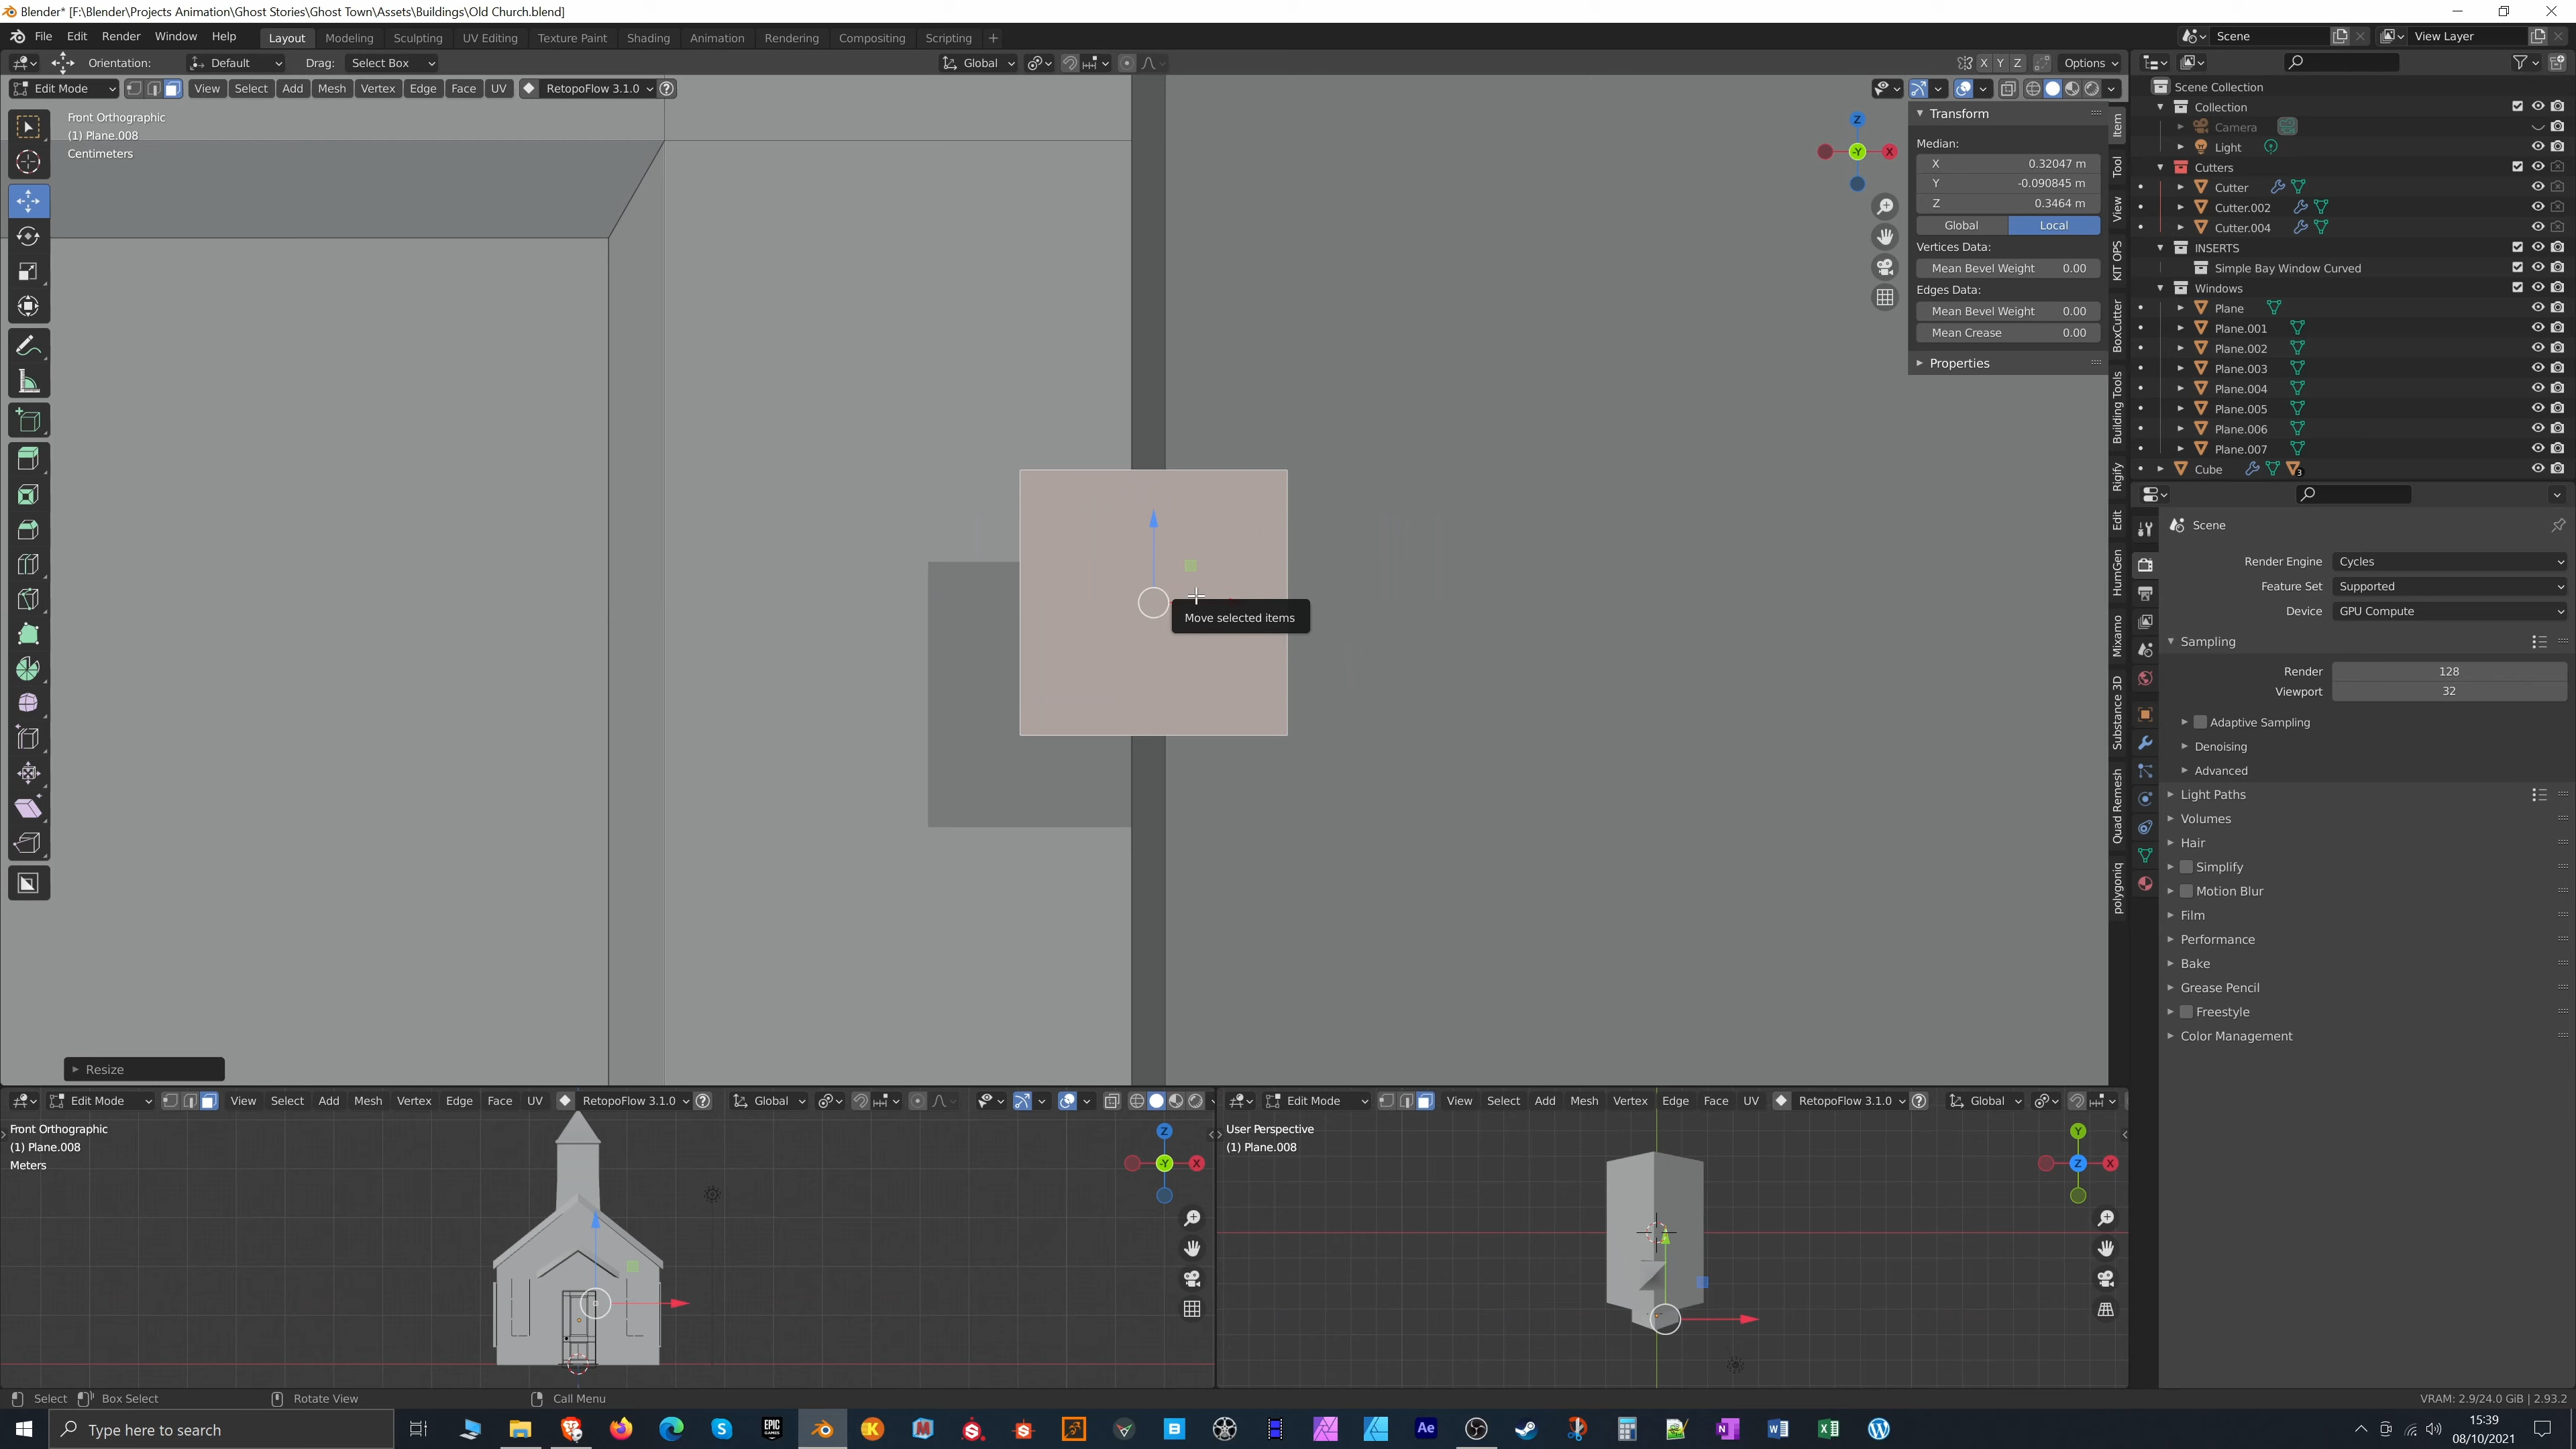 Blender* [F:\Blender\Projects Animation\Ghost Stories\Ghost Town\Assets\Buildings\Old Church.blend]
File Edit Render Window Help Layout Modeling Sculpting UV Editing Texture Paint Shading Animation Rendering Compositing Scripting + Scene View Layer
Orientation: Default Drag: Select Box Global X Y Z Options
Edit Mode View Select Add Mesh Vertex Edge Face UV RetopoFlow 3.1.0
Front Orthographic
(1) Plane.008
Centimeters
Z
-Y
X
Transform
Median:
X 0.32047 m
Y -0.090845 m
Z 0.3464 m
Global Local
Vertices Data:
Mean Bevel Weight 0.00
Edges Data:
Mean Bevel Weight 0.00
Mean Crease 0.00
Properties
Item
Tool
View
KIT OPS
BoxCutter
Building Tools
Rigify
Edit
HumGen
Mixamo
Substance 3D
Quad Remesh
polygoniq
Move selected items
Resize
Scene Collection
Collection
Camera
Light
Cutters
Cutter
Cutter.002
Cutter.004
INSERTS
Simple Bay Window Curved
Windows
Plane
Plane.001
Plane.002
Plane.003
Plane.004
Plane.005
Plane.006
Plane.007
Cube 3
Scene
Render Engine Cycles
Feature Set Supported
Device GPU Compute
Sampling
Render 128
Viewport 32
Adaptive Sampling
Denoising
Advanced
Light Paths
Volumes
Hair
Simplify
Motion Blur
Film
Performance
Bake
Grease Pencil
Freestyle
Color Management
Edit Mode View Select Add Mesh Vertex Edge Face UV RetopoFlow 3.1.0 Global
Front Orthographic
(1) Plane.008
Meters
Z
-Y
X
Edit Mode View Select Add Mesh Vertex Edge Face UV RetopoFlow 3.1.0 Global
User Perspective
(1) Plane.008
Y
Z
X
Select Box Select Rotate View Call Menu VRAM: 2.9/24.0 GiB | 2.93.2
Type here to search
EPIC GAMES
Ae
15:39
08/10/2021